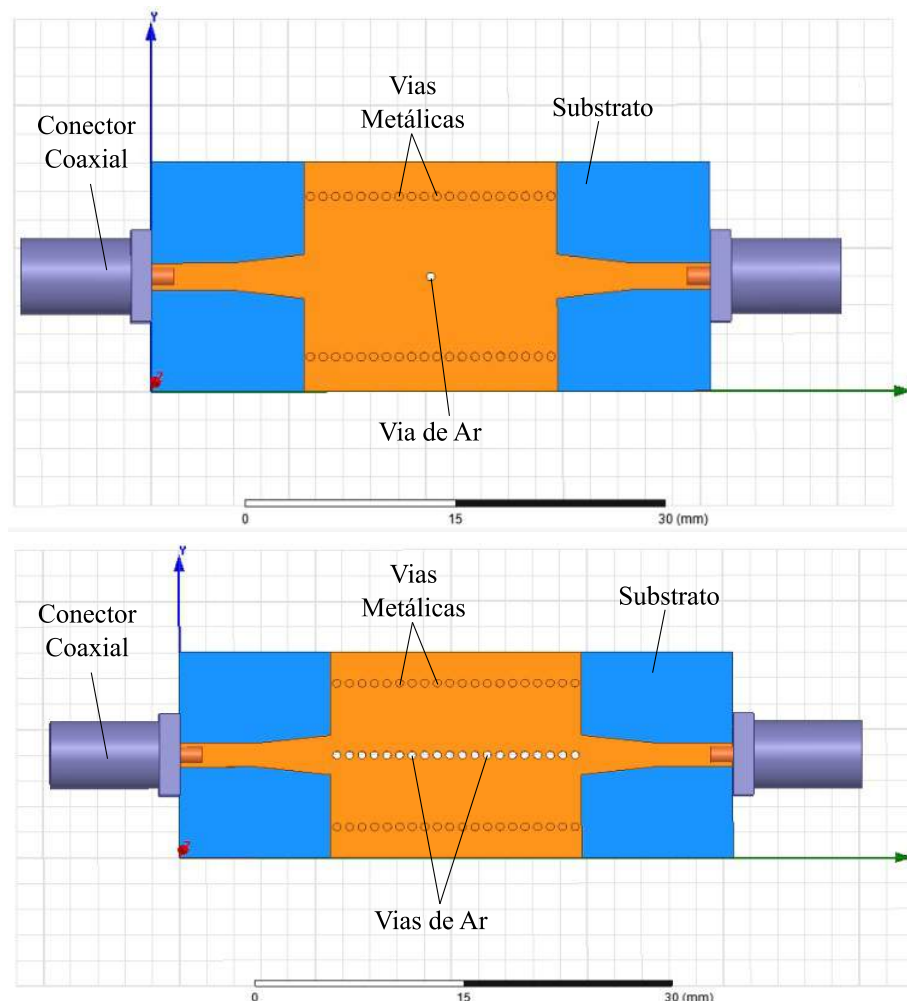 Y
Vias
Metálicas
Substrato
Conector
Coaxial
Z
Via de Ar
0
15
30 (mm)
Y
Vias
Metálicas
Substrato
Conector
Coaxial
Z
Vias de Ar
0
15
30 (mm)